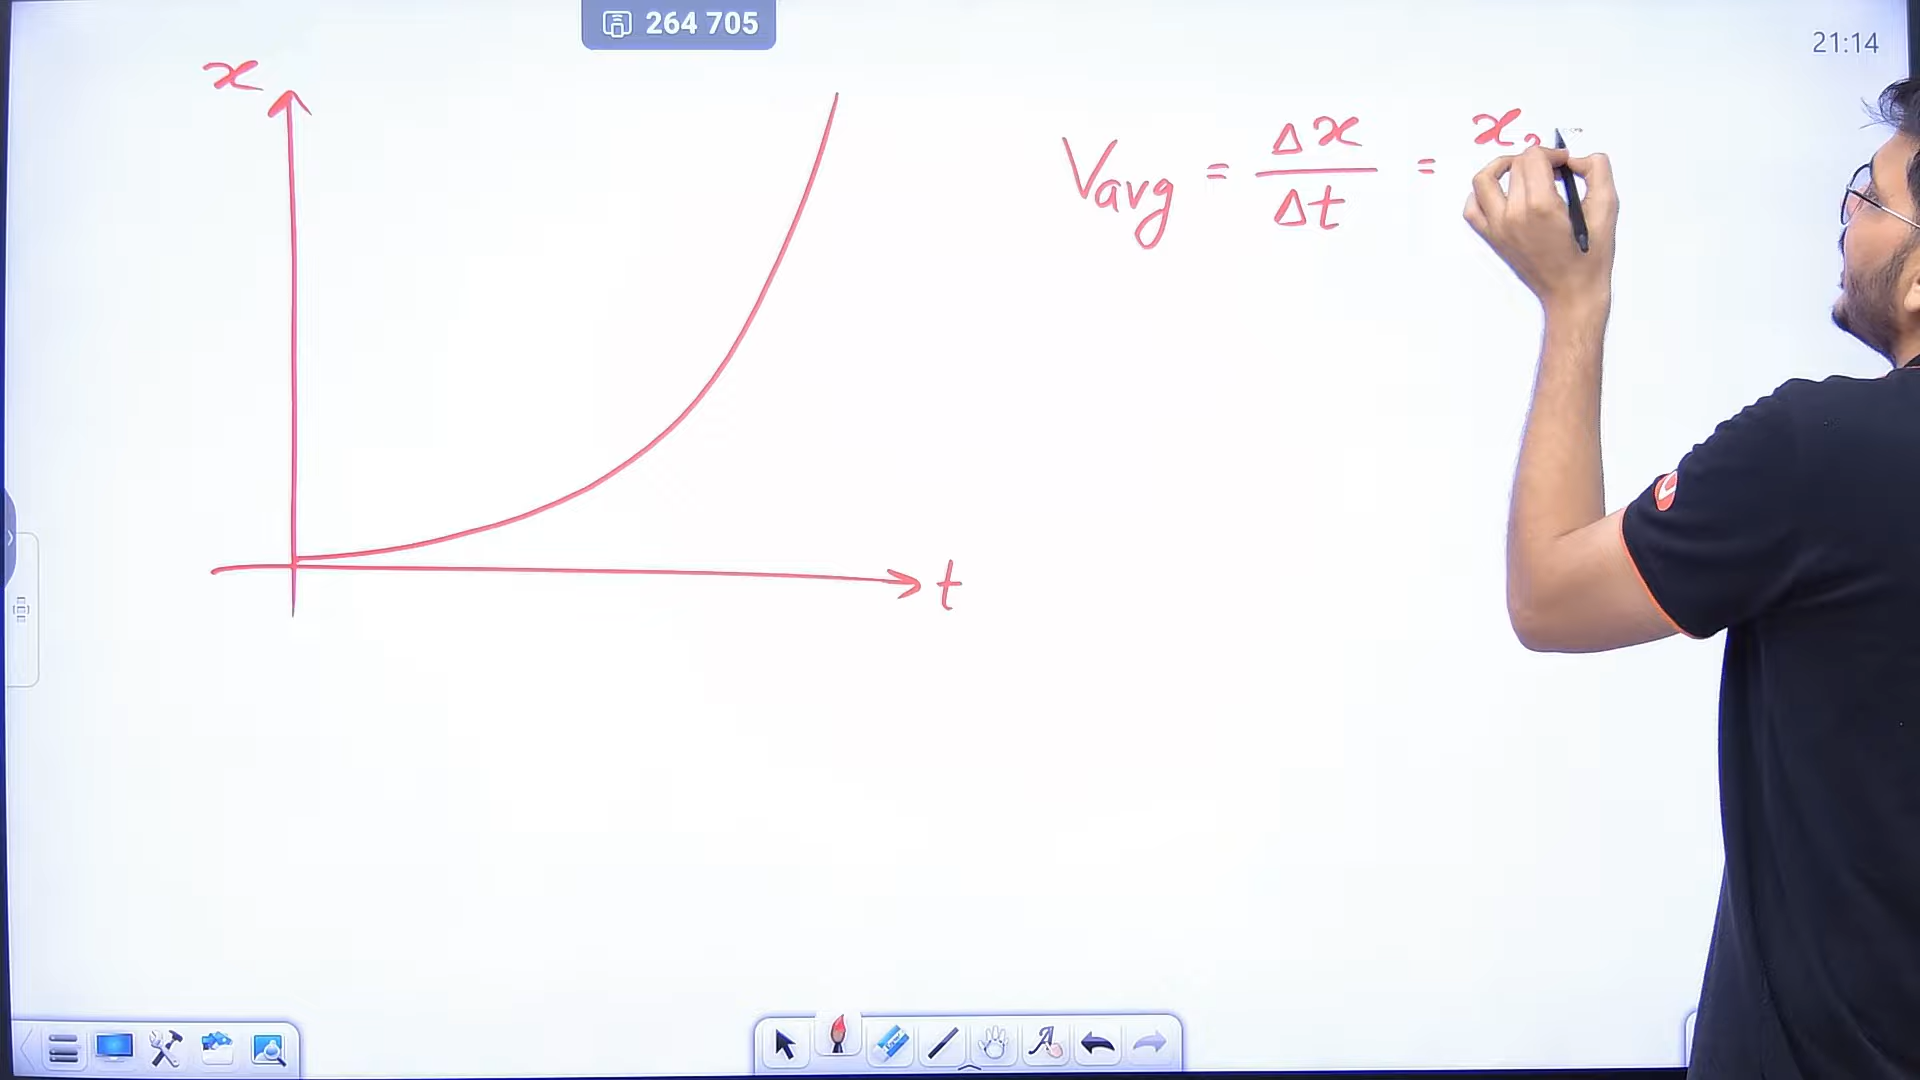 264 705
21:14
x
Vavg = Δx/Δt = x₂
t